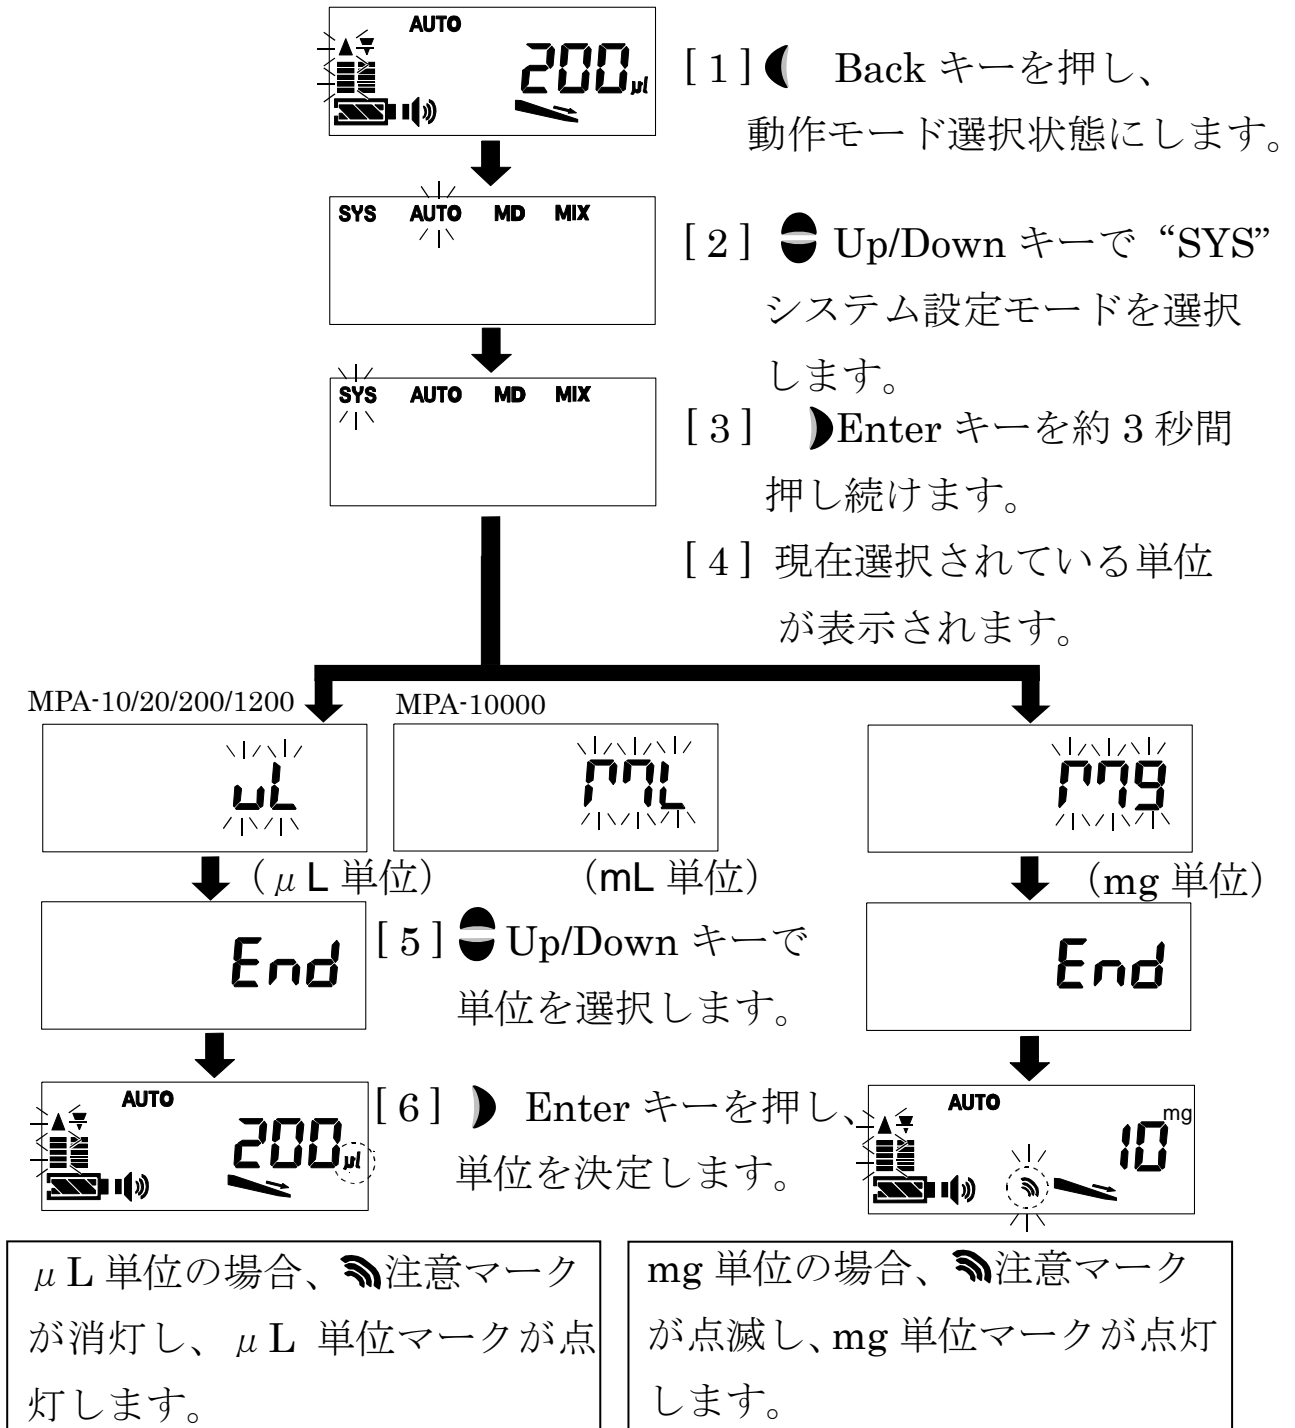 AUTO
200 μl
[1] Back キーを押し、
動作モード選択状態にします。
SYS AUTO MD MIX
[2] Up/Down キーで “SYS”
システム設定モードを選択
します。
SYS AUTO MD MIX
[3] Enter キーを約 3 秒間
押し続けます。
[4] 現在選択されている単位
が表示されます。
MPA-10/20/200/1200
MPA-10000
uL
mL
mg
(μL 単位)
(mL 単位)
(mg 単位)
End
[5] Up/Down キーで
単位を選択します。
End
AUTO
200 μl
[6] Enter キーを押し、
単位を決定します。
AUTO
10 mg
μL 単位の場合、注意マーク
が消灯し、μL 単位マークが点
灯します。
mg 単位の場合、注意マーク
が点滅し、mg 単位マークが点灯
します。